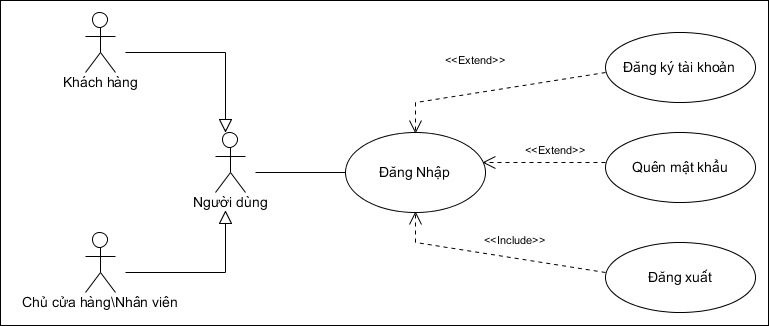 Khách hàng
<<Extend>>
Đăng ký tài khoản
Người dùng
Đăng Nhập
<<Extend>>
Quên mật khẩu
<<Include>>
Đăng xuất
Chủ cửa hàng\Nhân viên